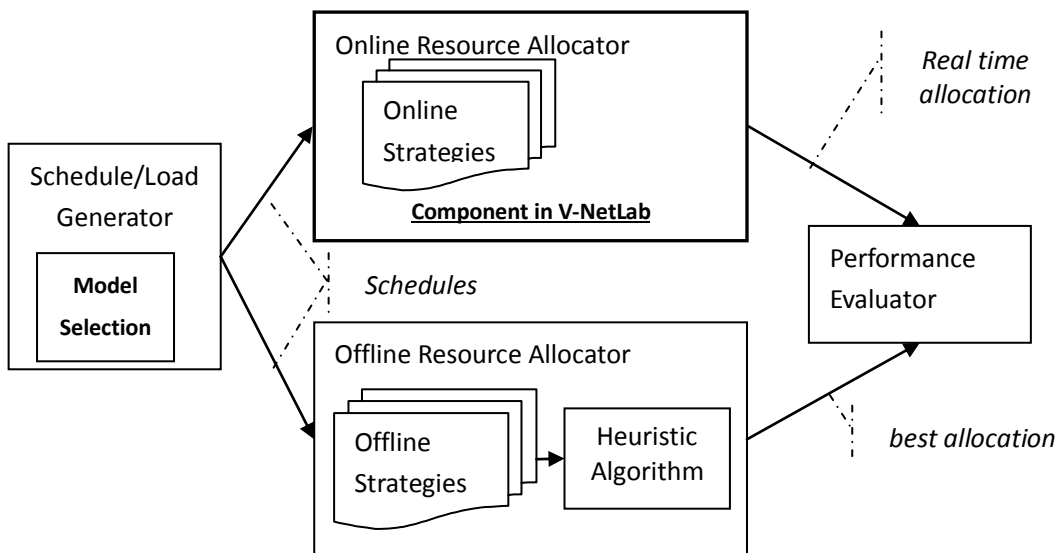 Online Resource Allocator
Online
Strategies
Component in V-NetLab
Real time
allocation
Schedule/Load
Generator
Model
Selection
Schedules
Performance
Evaluator
Offline Resource Allocator
Offline
Strategies
Heuristic
Algorithm
best allocation